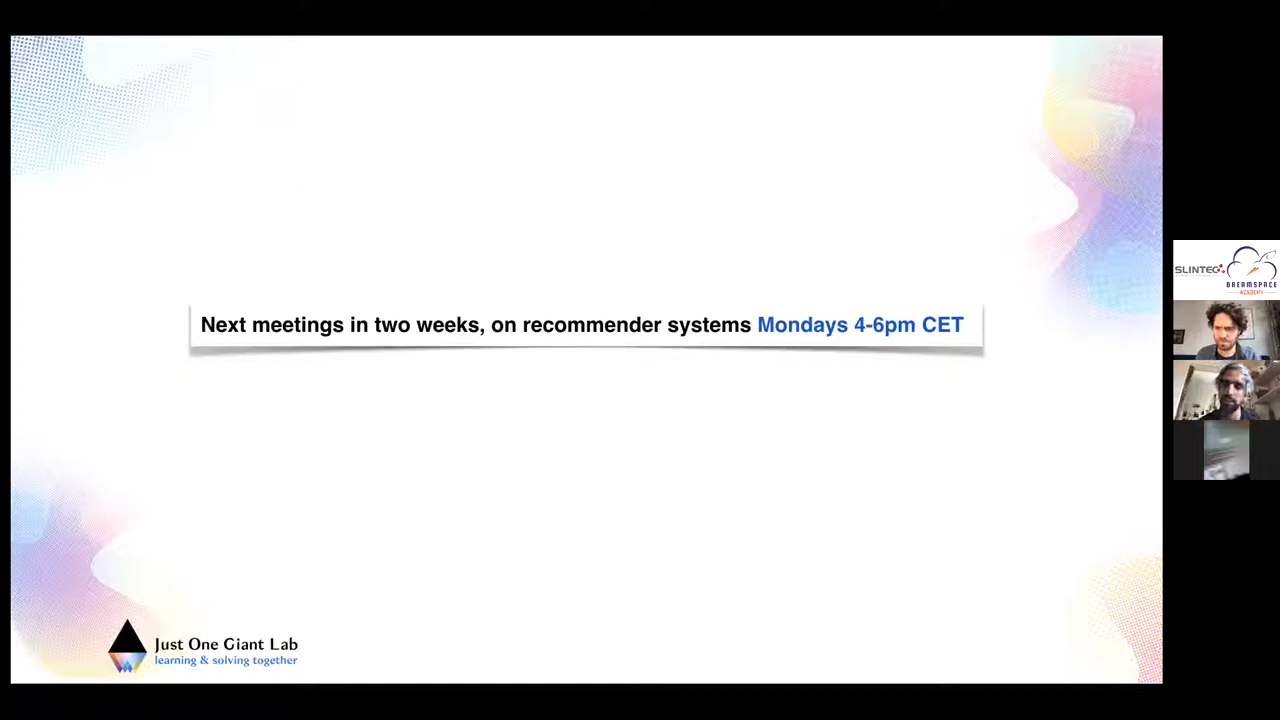 Next meetings in two weeks, on recommender systems Mondays 4-6pm CET
SLINTEC
DREAMSPACE
ACADEMY
Just One Giant Lab
learning & solving together